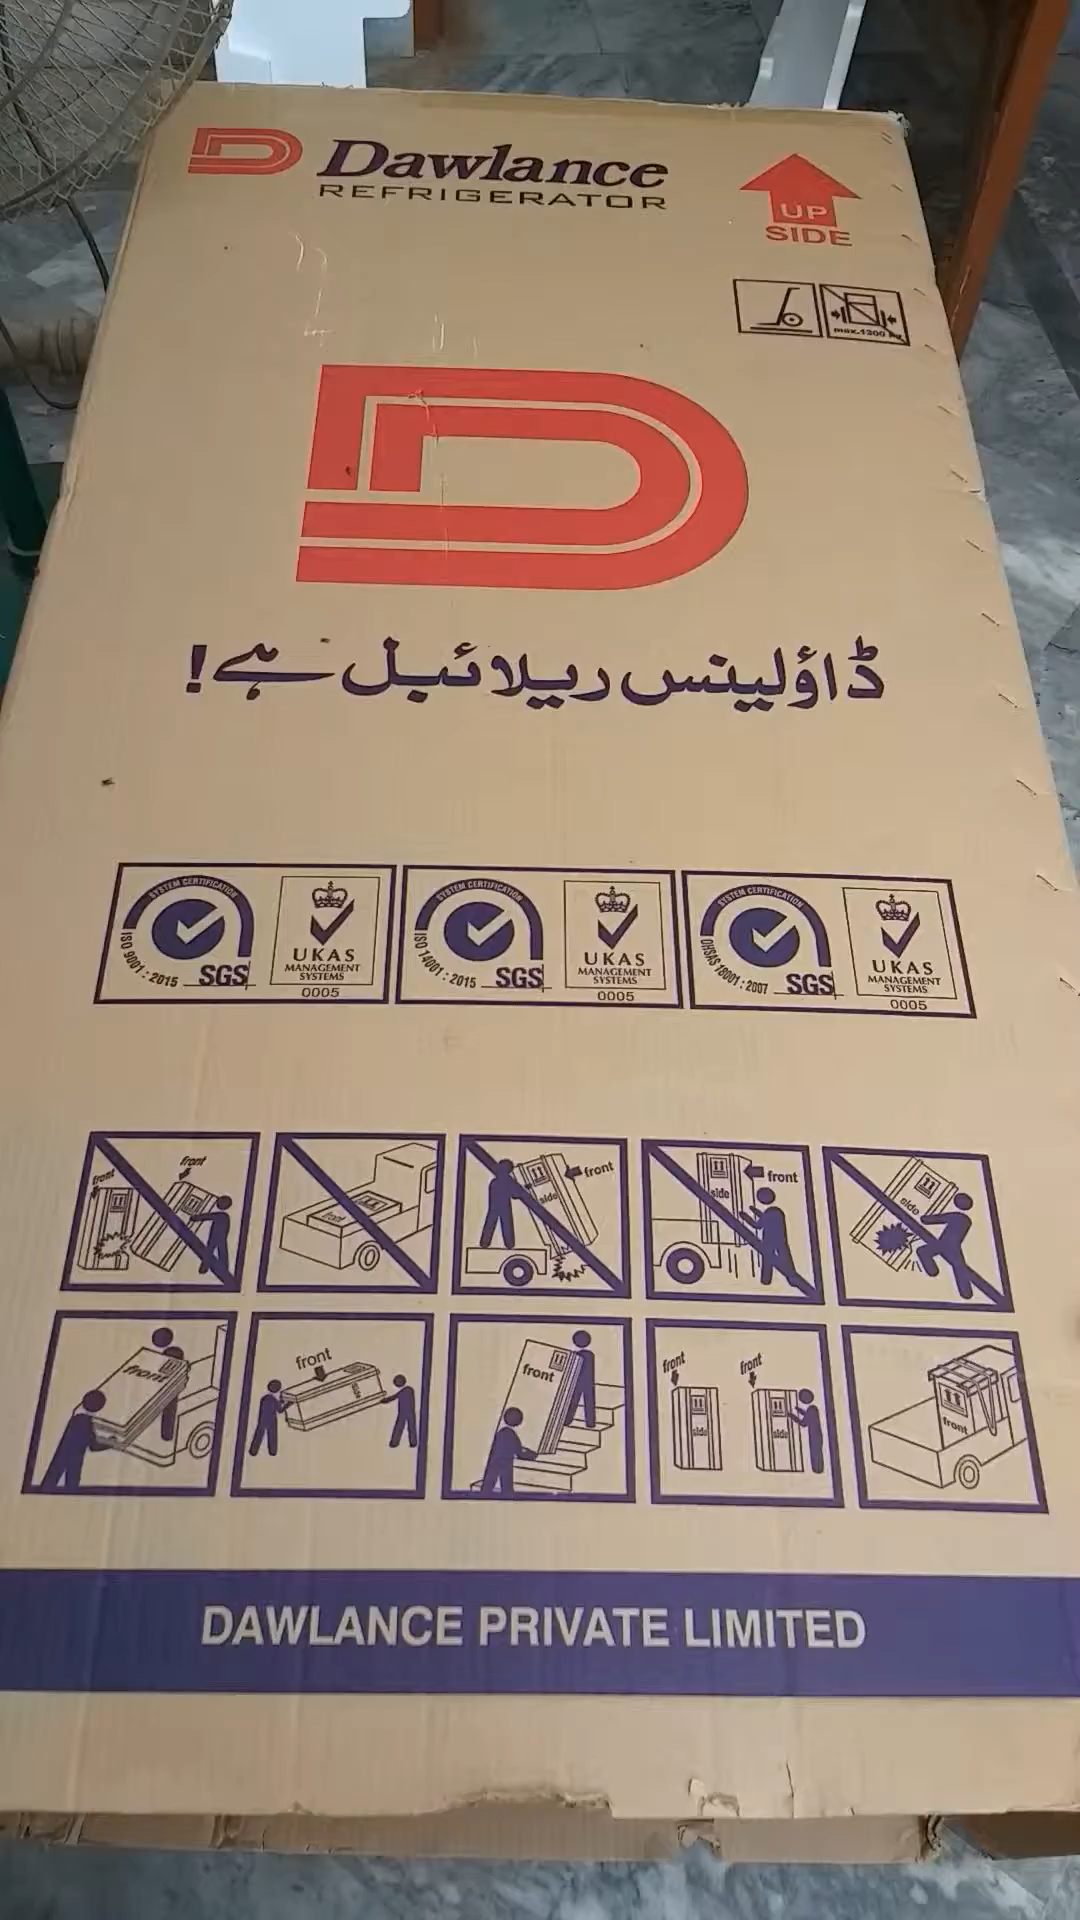 Dawlance
REFRIGERATOR
UP
SIDE
max.1300
ڈاؤلینس ریلائبل ہے!
SYSTEM CERTIFICATION
ISO 9001 : 2015
SGS
UKAS
MANAGEMENT
SYSTEMS
0005
SYSTEM CERTIFICATION
ISO 14001 : 2015
SGS
UKAS
MANAGEMENT
SYSTEMS
0005
SYSTEM CERTIFICATION
OHSAS 18001 : 2007
SGS
UKAS
MANAGEMENT
SYSTEMS
0005
front
front
front
side
front
side
side
front
front
front
front
side
front
side
front
DAWLANCE PRIVATE LIMITED